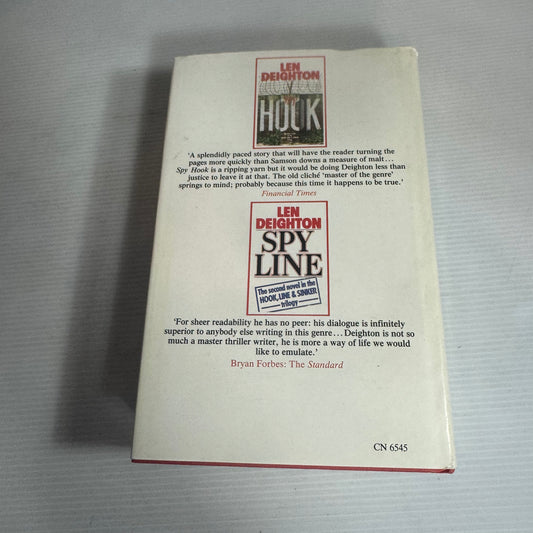 LEN
DEIGHTON
SPY
HOOK
'A splendidly paced story that will have the reader turning the
pages more quickly than Samson downs a measure of malt...
Spy Hook is a ripping yarn but it would be doing Deighton less than
justice to leave it at that. The old cliché 'master of the genre'
springs to mind; probably because this time it happens to be true.'
Financial Times
LEN
DEIGHTON
SPY
LINE
The second novel in the
HOOK, LINE & SINKER
trilogy
'For sheer readability he has no peer: his dialogue is infinitely
superior to anybody else writing in this genre... Deighton is not so
much a master thriller writer, he is more a way of life we would
like to emulate.'
Bryan Forbes: The Standard
CN 6545